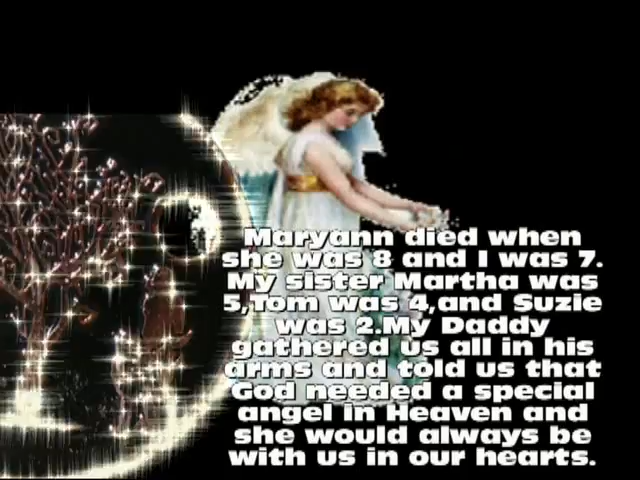 Maryann died when
she was 8 and I was 7.
My sister Martha was
5,Tom was 4,and Suzie
was 2.My Daddy
gathered us all in his
arms and told us that
God needed a special
angel in Heaven and
she would always be
with us in our hearts.